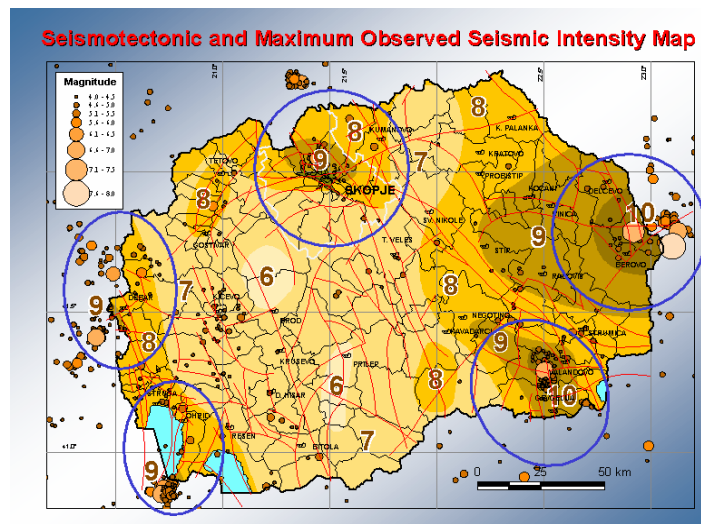 Seismotectonic and Maximum Observed Seismic Intensity Map
Magnitude
4.0 - 4.5
4.6 - 5.0
5.1 - 5.5
5.6 - 6.0
6.1 - 6.5
6.6 - 7.0
7.1 - 7.5
7.6 - 8.0
8
K. PALANKA
8
KUMANOVO
7
9
KRATOVO
TETOVO
PROBISTIP
SKOPJE
8
KOCANI
DELCEVO
VINICA
10
SV. NIKOLE
GOSTIVAR
T. VELES
9
STIP
BEROVO
6
RADOVIS
7
8
9
DEBAR
KICEVO
BROD
NEGOTINO
STRUMICA
KAVADARCI
9
8
KRUSEVO
PRILEP
8
6
VALANDOVO
STRUGA
D. HISAR
10
OHRID
RESEN
BITOLA
7
9
0
25
50 km